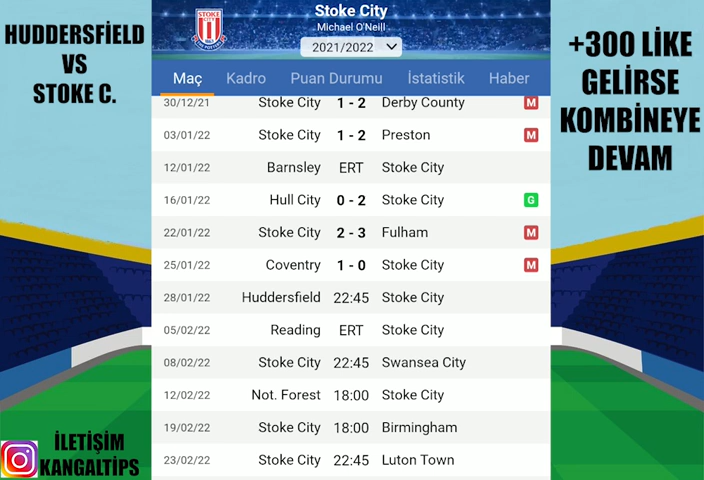 HUDDERSFİELD
VS
STOKE C.
Stoke City
Michael O'Neill
2021/2022
Maç Kadro Puan Durumu İstatistik Haber
30/12/21 Stoke City 1 - 2 Derby County M
03/01/22 Stoke City 1 - 2 Preston M
12/01/22 Barnsley ERT Stoke City
16/01/22 Hull City 0 - 2 Stoke City G
22/01/22 Stoke City 2 - 3 Fulham M
25/01/22 Coventry 1 - 0 Stoke City M
28/01/22 Huddersfield 22:45 Stoke City
05/02/22 Reading ERT Stoke City
08/02/22 Stoke City 22:45 Swansea City
12/02/22 Not. Forest 18:00 Stoke City
19/02/22 Stoke City 18:00 Birmingham
23/02/22 Stoke City 22:45 Luton Town
+300 LİKE
GELİRSE
KOMBİNEYE
DEVAM
İLETİŞİM
KANGALTİPS